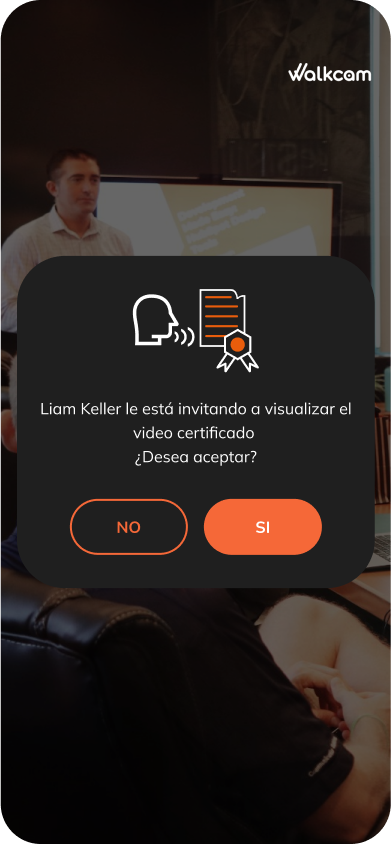 Walkcam
Liam Keller le está invitando a visualizar el
video certificado
¿Desea aceptar?
NO
SI